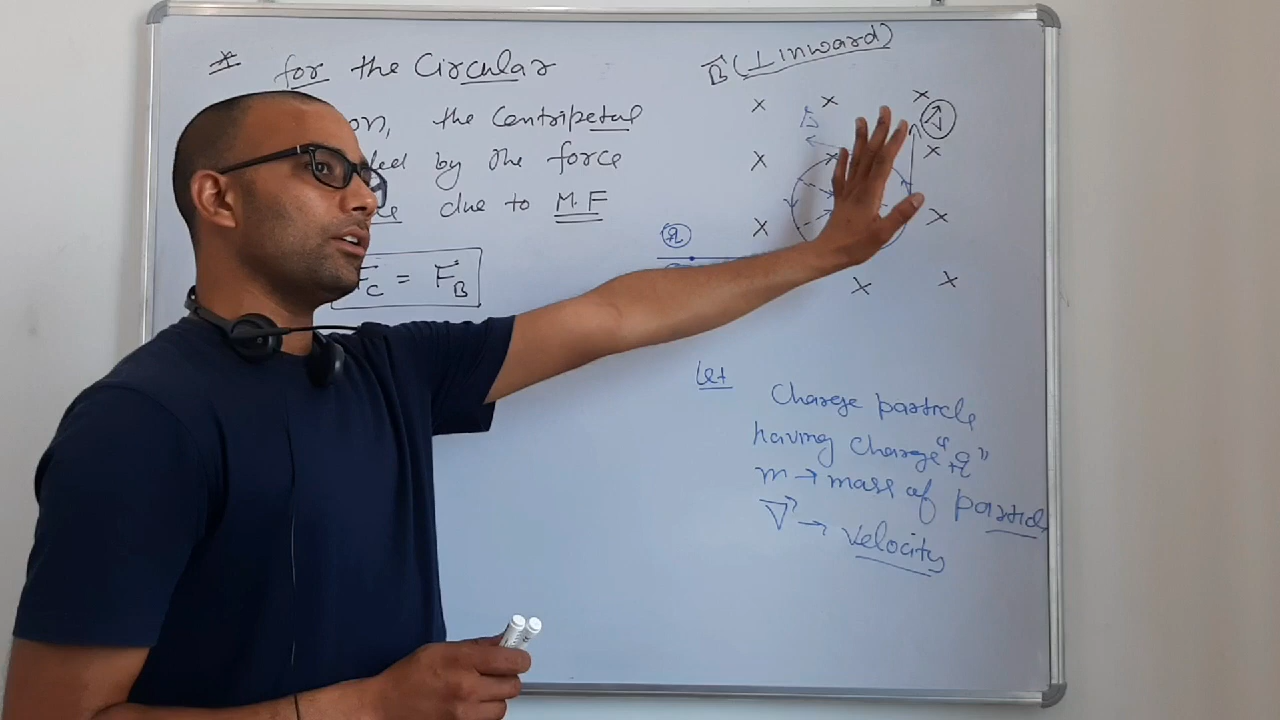 * for the Circular
on, the Centripetal
ded by the force
due to M.F
F_C = F_B
B⃗ (⊥ inward)
x x x
V⃗
x x x
x x
q
x x
Let
Charge particle
having charge "+q"
m → mass of particle
V⃗ → velocity